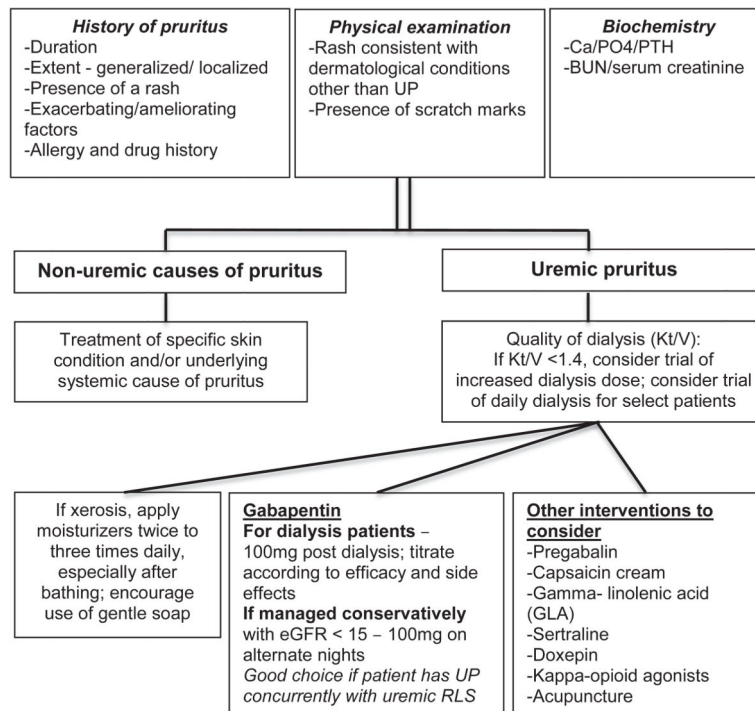 History of pruritus
-Duration
-Extent - generalized/ localized
-Presence of a rash
-Exacerbating/ameliorating
factors
-Allergy and drug history
Physical examination
-Rash consistent with
dermatological conditions
other than UP
-Presence of scratch marks
Biochemistry
-Ca/PO4/PTH
-BUN/serum creatinine
Non-uremic causes of pruritus
Uremic pruritus
Treatment of specific skin
condition and/or underlying
systemic cause of pruritus
Quality of dialysis (Kt/V):
If Kt/V <1.4, consider trial of
increased dialysis dose; consider trial
of daily dialysis for select patients
If xerosis, apply
moisturizers twice to
three times daily,
especially after
bathing; encourage
use of gentle soap
Gabapentin
For dialysis patients –
100mg post dialysis; titrate
according to efficacy and side
effects
If managed conservatively
with eGFR < 15 – 100mg on
alternate nights
Good choice if patient has UP
concurrently with uremic RLS
Other interventions to
consider
-Pregabalin
-Capsaicin cream
-Gamma- linolenic acid
(GLA)
-Sertraline
-Doxepin
-Kappa-opioid agonists
-Acupuncture